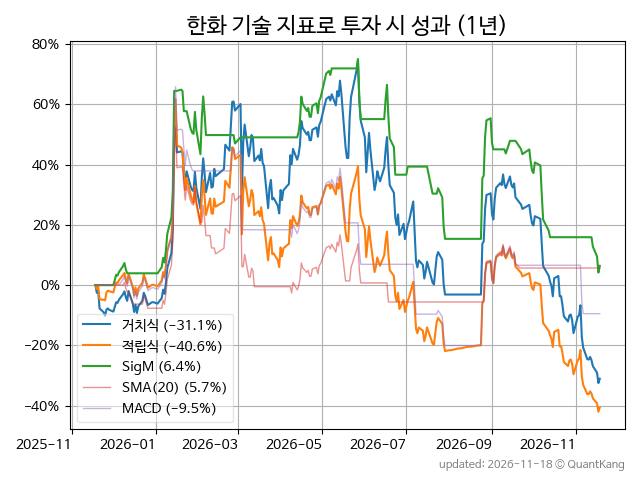 한화 기술 지표로 투자 시 성과 (1년)
80%
60%
40%
20%
0%
−20%
−40%
거치식 (−31.1%)
적립식 (−40.6%)
SigM (6.4%)
SMA(20) (5.7%)
MACD (−9.5%)
2025-11
2026-01
2026-03
2026-05
2026-07
2026-09
2026-11
updated: 2026-11-18 © QuantKang